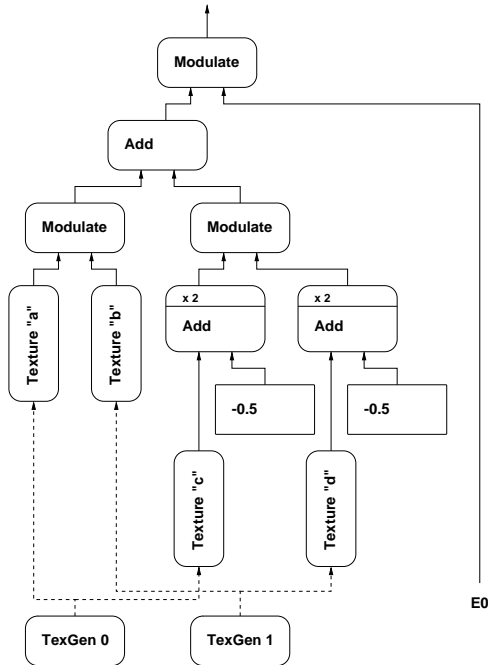 Modulate
Add
Modulate
Modulate
Texture "a"
Texture "b"
x 2
Add
x 2
Add
-0.5
-0.5
Texture "c"
Texture "d"
E0
TexGen 0
TexGen 1